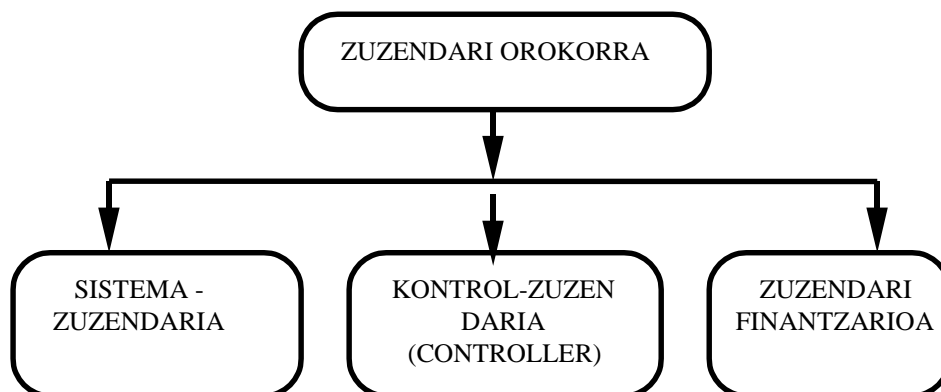 ZUZENDARI OROKORRA
SISTEMA -
ZUZENDARIA
KONTROL-ZUZEN
DARIA
(CONTROLLER)
ZUZENDARI
FINANTZARIOA